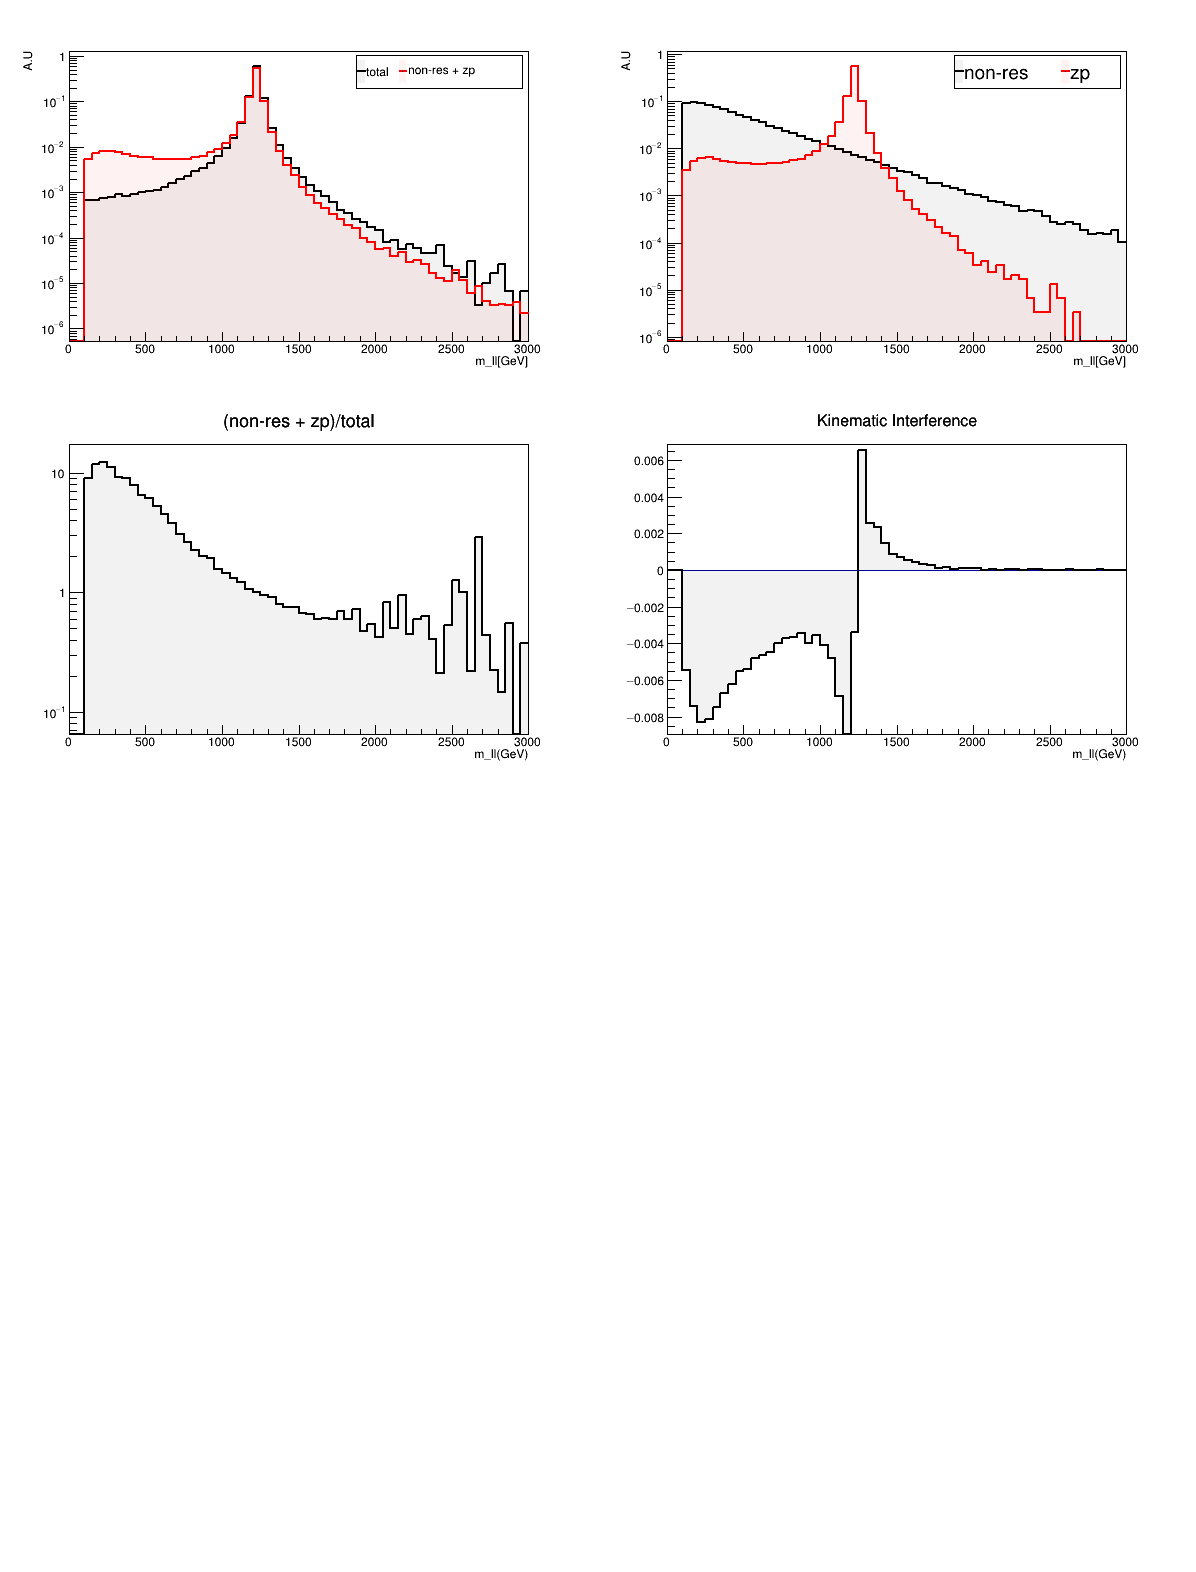 A.U
1
10⁻¹
10⁻²
10⁻³
10⁻⁴
10⁻⁵
10⁻⁶
total non-res + zp
0 500 1000 1500 2000 2500 3000
m_ll[GeV]
A.U
1
10⁻¹
10⁻²
10⁻³
10⁻⁴
10⁻⁵
10⁻⁶
non-res zp
0 500 1000 1500 2000 2500 3000
m_ll[GeV]
(non-res + zp)/total
10
1
10⁻¹
0 500 1000 1500 2000 2500 3000
m_ll(GeV)
Kinematic Interference
0.006
0.004
0.002
0
−0.002
−0.004
−0.006
−0.008
0 500 1000 1500 2000 2500 3000
m_ll(GeV)